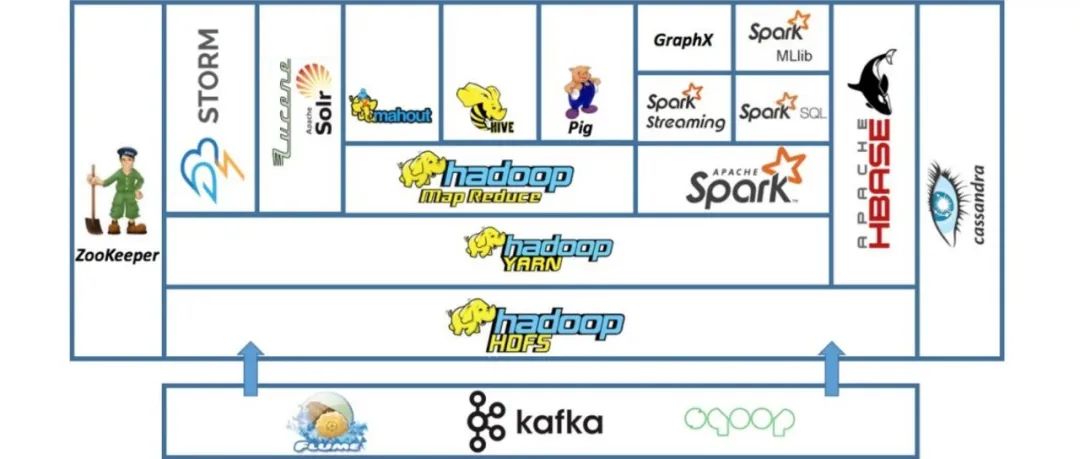 ZooKeeper
STORM
Lucene
Apache
Solr
mahout
HIVE
Pig
GraphX
Spark
MLlib
Spark
Streaming
Spark SQL
hadoop
Map Reduce
APACHE
Spark
APACHE
HBASE
cassandra
hadoop
YARN
hadoop
HDFS
FLUME
kafka
sqoop